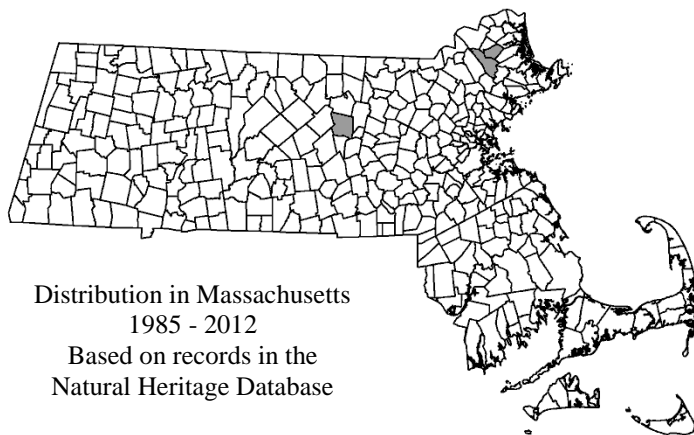 Distribution in Massachusetts
1985 - 2012
Based on records in the
Natural Heritage Database